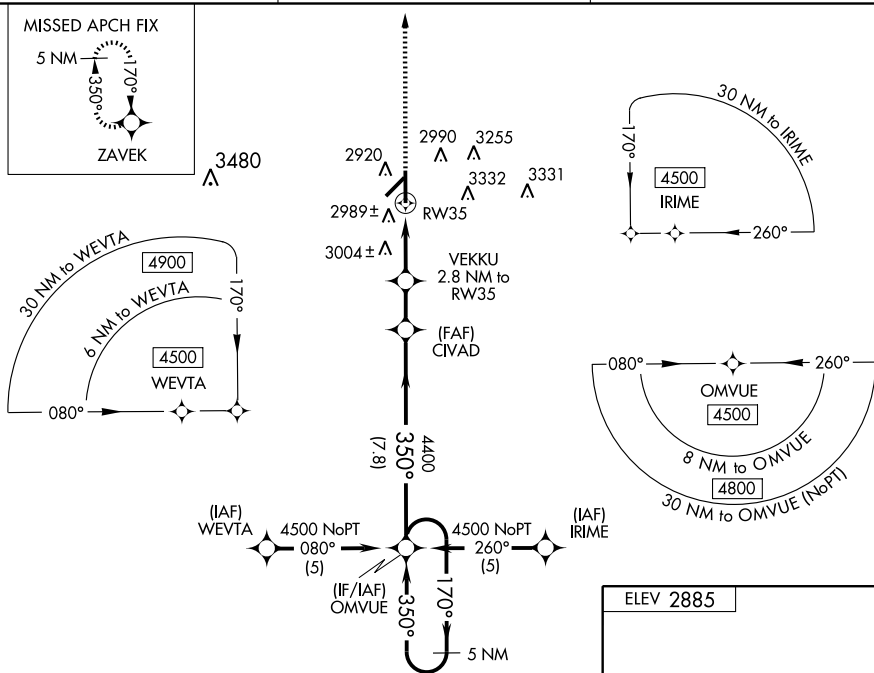 MISSED APCH FIX
5 NM
350°
170°
ZAVEK
3480
2920
2990
3255
3332
3331
2989±
RW35
3004±
VEKKU
2.8 NM to
RW35
(FAF)
CIVAD
30 NM to IRIME
170°
4500
IRIME
260°
30 NM to WEVTA
4900
6 NM to WEVTA
170°
4500
WEVTA
080°
080°
260°
OMVUE
4500
8 NM to OMVUE
4800
30 NM to OMVUE (NoPT)
4400
350°
(7.8)
(IAF)
WEVTA
4500 NoPT
080°
(5)
4500 NoPT
260°
(5)
(IAF)
IRIME
(IF/IAF)
OMVUE
350°
170°
5 NM
ELEV 2885